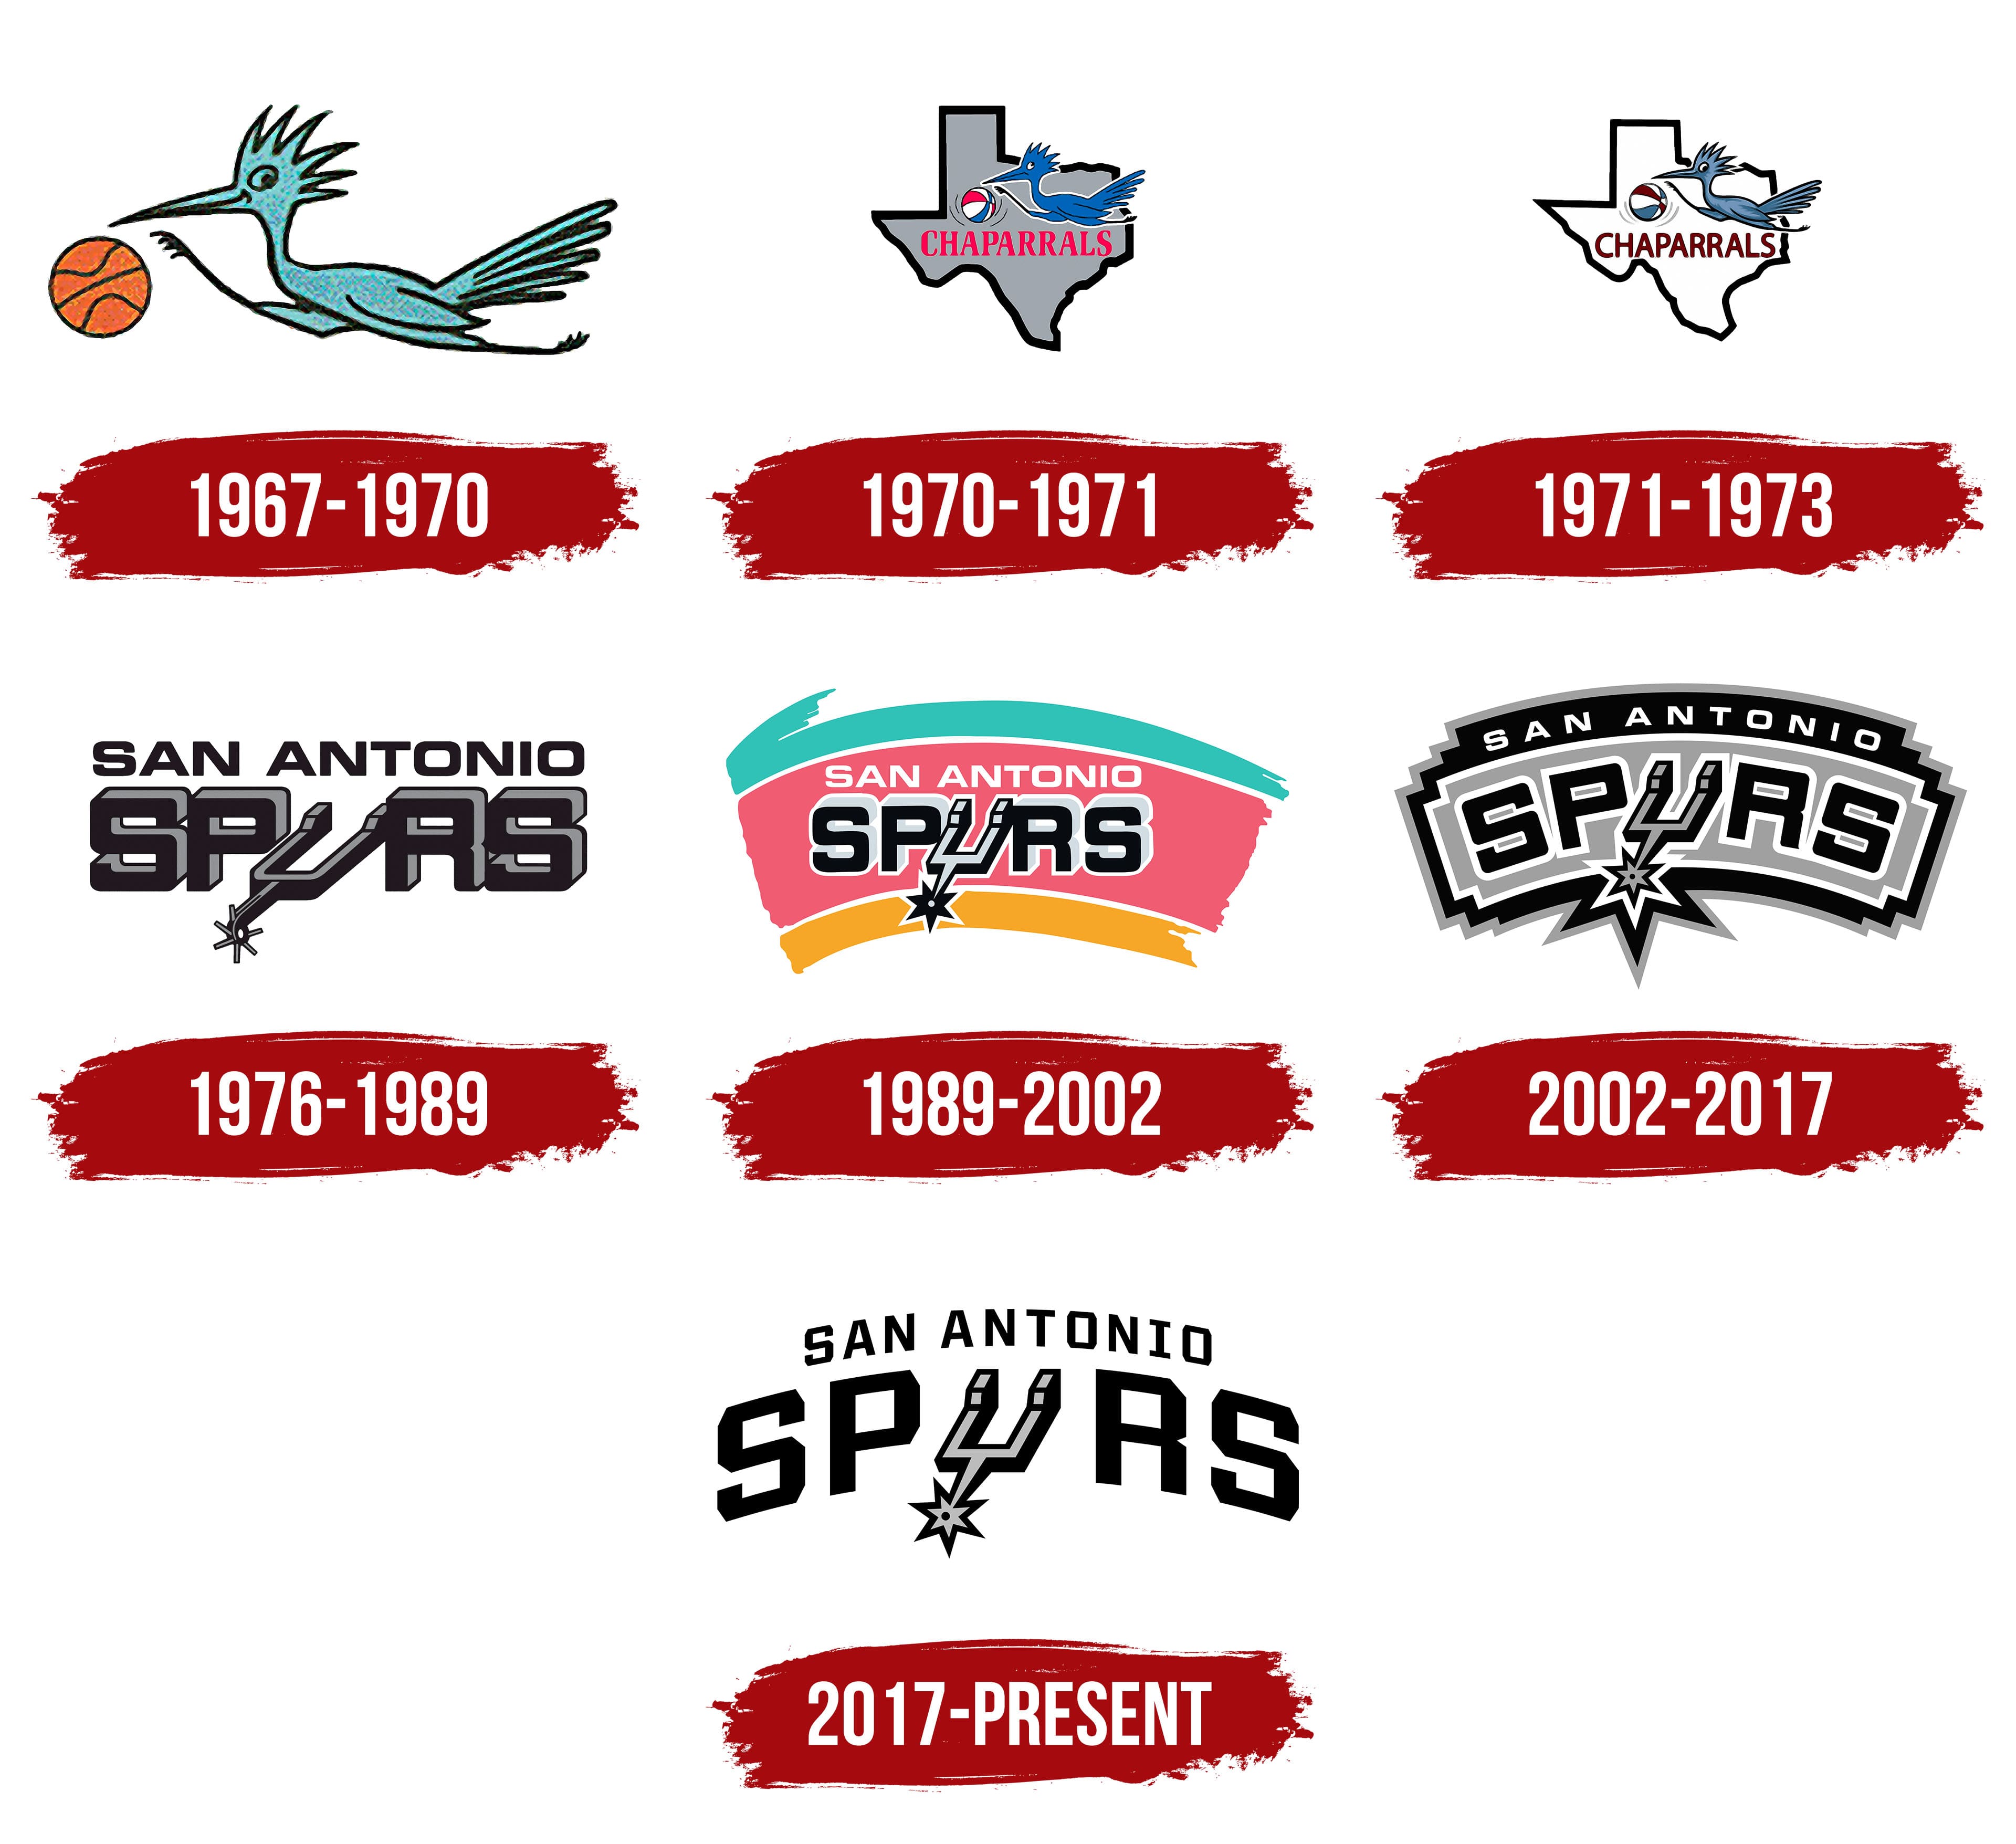 CHAPARRALS
CHAPARRALS
1967-1970
1970-1971
1971-1973
SAN ANTONIO
SPURS
SAN ANTONIO
SPURS
SAN ANTONIO
SPURS
1976-1989
1989-2002
2002-2017
SAN ANTONIO
SPURS
2017-PRESENT